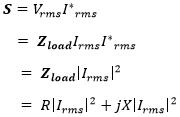 S = V_rms I*_rms
= Z_load I_rms I*_rms
= Z_load |I_rms|²
= R|I_rms|² + jX|I_rms|²